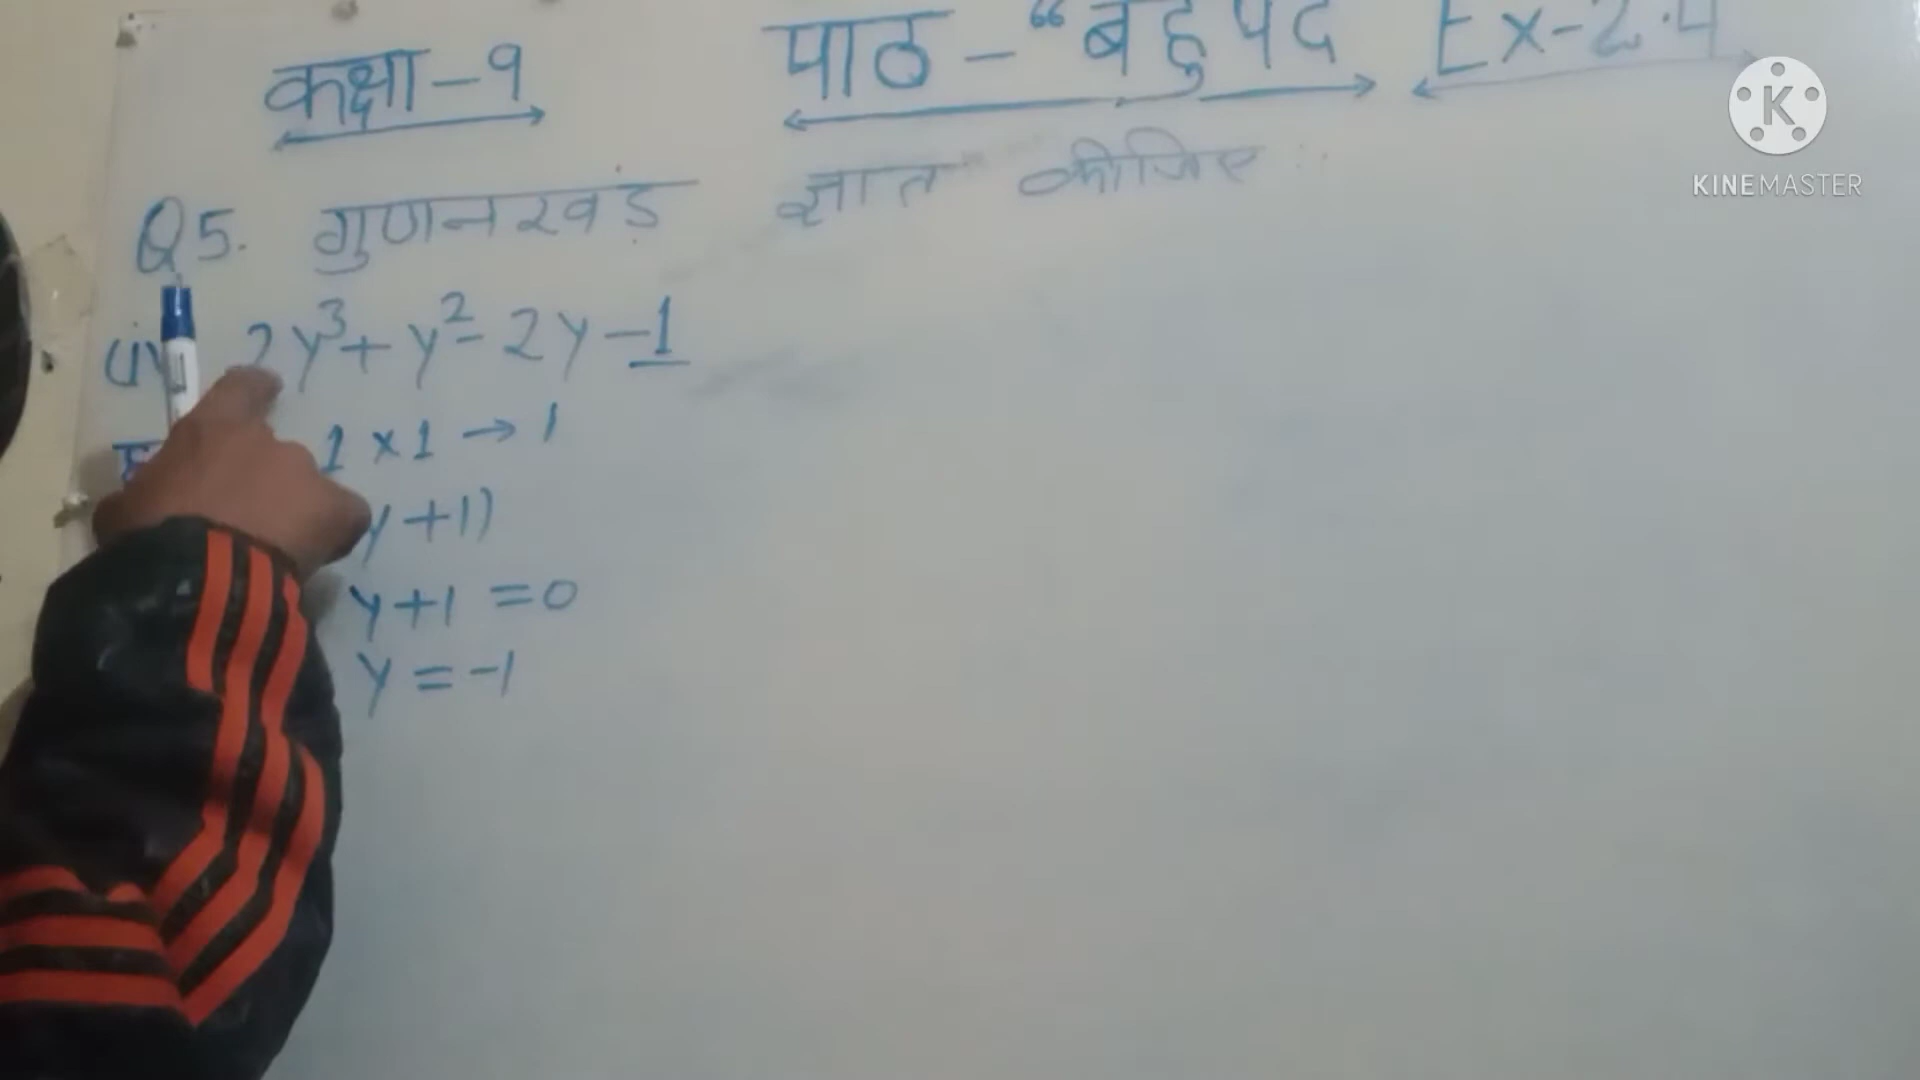 कक्षा - 9 पाठ - "बहुपद Ex-2.4
KINEMASTER
Q5. गुणनखंड ज्ञात कीजिए :
2y³ + y² - 2y - 1
1 × 1 → 1
y + 1)
y + 1 = 0
y = -1